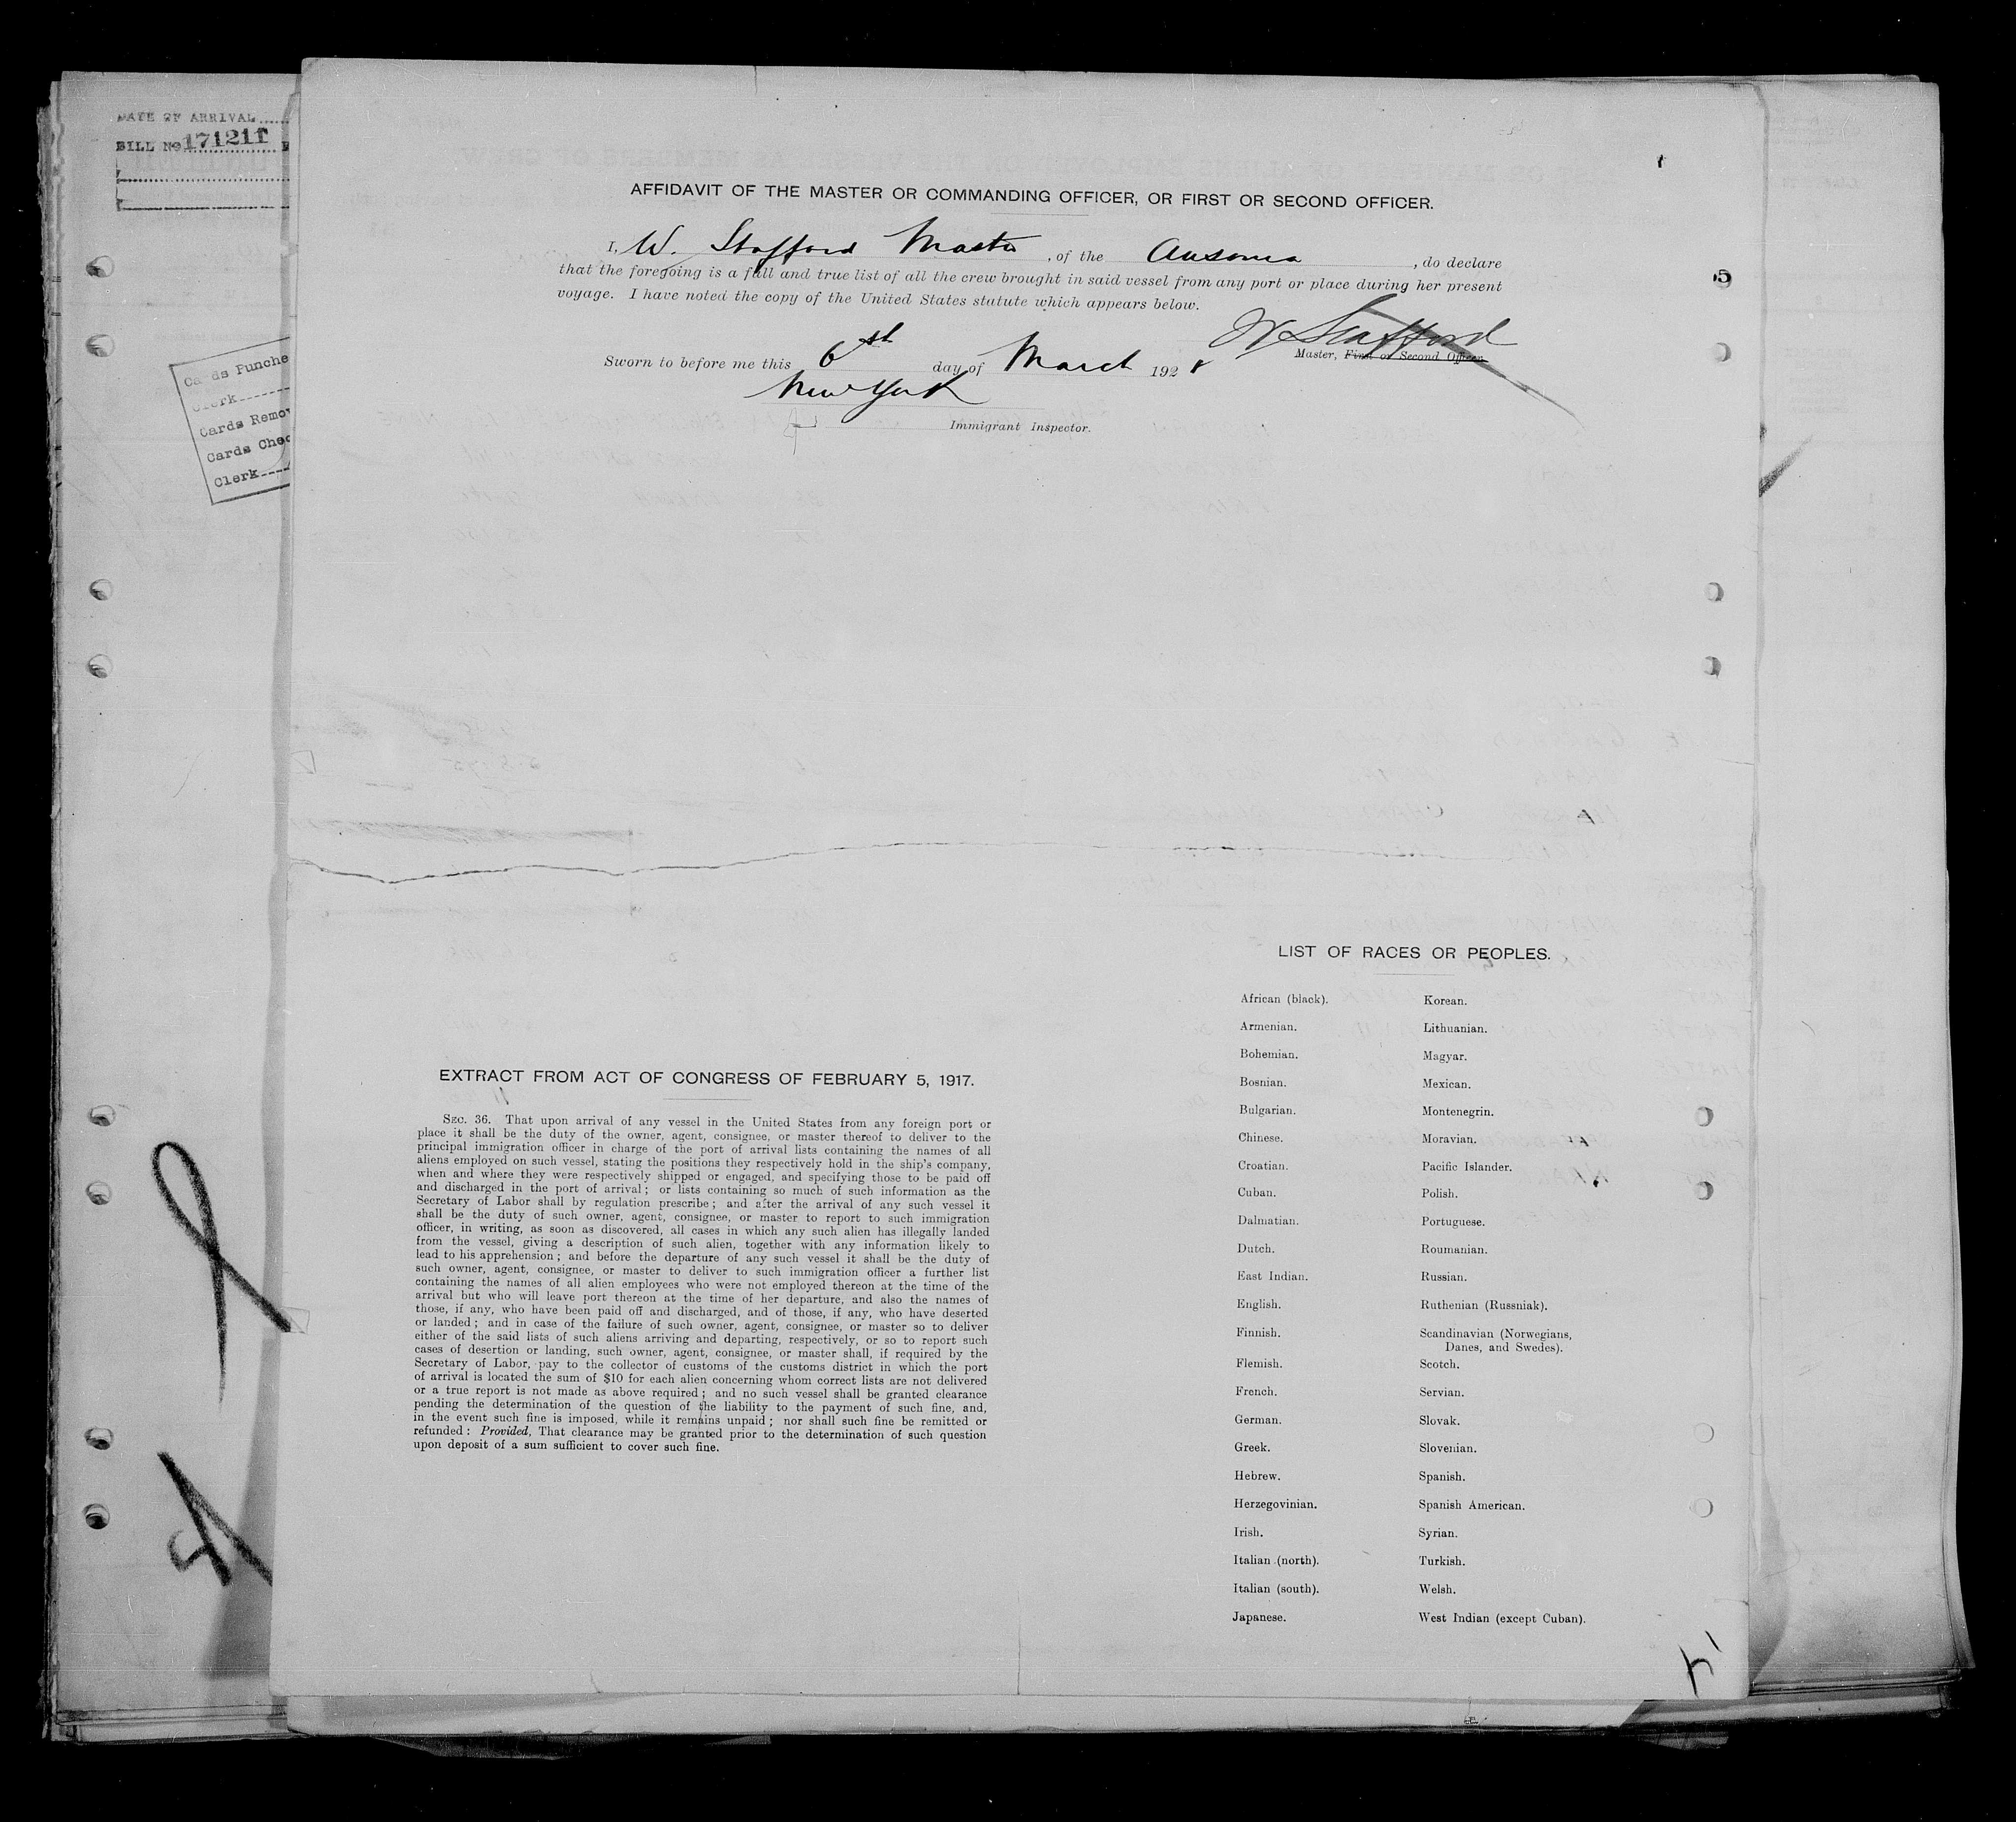 DATE OF ARRIVAL
BILL No 171211
Cards Punche
Clerk
Cards Remov
Cards Chec
Clerk
5
AFFIDAVIT OF THE MASTER OR COMMANDING OFFICER, OR FIRST OR SECOND OFFICER.
I, W. Stafford Master, of the Ausonia, do declare
that the foregoing is a full and true list of all the crew brought in said vessel from any port or place during her present
voyage. I have noted the copy of the United States statute which appears below.
W Stafford
Master, First or Second Officer.
Sworn to before me this 6th day of March 192
New York
Immigrant Inspector.
EXTRACT FROM ACT OF CONGRESS OF FEBRUARY 5, 1917.
SEC. 36. That upon arrival of any vessel in the United States from any foreign port or
place it shall be the duty of the owner, agent, consignee, or master thereof to deliver to the
principal immigration officer in charge of the port of arrival lists containing the names of all
aliens employed on such vessel, stating the positions they respectively hold in the ship's company,
when and where they were respectively shipped or engaged, and specifying those to be paid off
and discharged in the port of arrival; or lists containing so much of such information as the
Secretary of Labor shall by regulation prescribe; and after the arrival of any such vessel it
shall be the duty of such owner, agent, consignee, or master to report to such immigration
officer, in writing, as soon as discovered, all cases in which any such alien has illegally landed
from the vessel, giving a description of such alien, together with any information likely to
lead to his apprehension; and before the departure of any such vessel it shall be the duty of
such owner, agent, consignee, or master to deliver to such immigration officer a further list
containing the names of all alien employees who were not employed thereon at the time of the
arrival but who will leave port thereon at the time of her departure, and also the names of
those, if any, who have been paid off and discharged, and of those, if any, who have deserted
or landed; and in case of the failure of such owner, agent, consignee, or master so to deliver
either of the said lists of such aliens arriving and departing, respectively, or so to report such
cases of desertion or landing, such owner, agent, consignee, or master shall, if required by the
Secretary of Labor, pay to the collector of customs of the customs district in which the port
of arrival is located the sum of $10 for each alien concerning whom correct lists are not delivered
or a true report is not made as above required; and no such vessel shall be granted clearance
pending the determination of the question of the liability to the payment of such fine, and,
in the event such fine is imposed, while it remains unpaid; nor shall such fine be remitted or
refunded: Provided, That clearance may be granted prior to the determination of such question
upon deposit of a sum sufficient to cover such fine.
LIST OF RACES OR PEOPLES.
African (black).
Armenian.
Bohemian.
Bosnian.
Bulgarian.
Chinese.
Croatian.
Cuban.
Dalmatian.
Dutch.
East Indian.
English.
Finnish.
Flemish.
French.
German.
Greek.
Hebrew.
Herzegovinian.
Irish.
Italian (north).
Italian (south).
Japanese.
Korean.
Lithuanian.
Magyar.
Mexican.
Montenegrin.
Moravian.
Pacific Islander.
Polish.
Portuguese.
Roumanian.
Russian.
Ruthenian (Russniak).
Scandinavian (Norwegians,
Danes, and Swedes).
Scotch.
Servian.
Slovak.
Slovenian.
Spanish.
Spanish American.
Syrian.
Turkish.
Welsh.
West Indian (except Cuban).